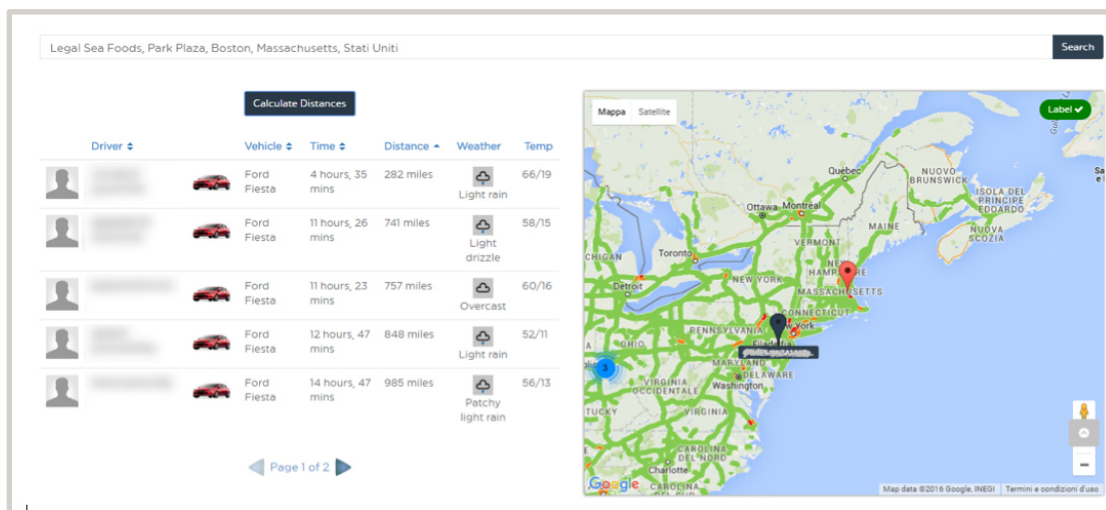 Legal Sea Foods, Park Plaza, Boston, Massachusetts, Stati Uniti
Search
Calculate Distances
Driver Vehicle Time Distance Weather Temp
Ford Fiesta
4 hours, 35 mins
282 miles
Light rain
66/19
Ford Fiesta
11 hours, 26 mins
741 miles
Light drizzle
58/15
Ford Fiesta
11 hours, 23 mins
757 miles
Overcast
60/16
Ford Fiesta
12 hours, 47 mins
848 miles
Light rain
52/11
Ford Fiesta
14 hours, 47 mins
985 miles
Patchy light rain
56/13
Page 1 of 2
Mappa
Satellite
Label
Québec
NUOVO BRUNSWICK
ISOLA DEL PRINCIPE EDOARDO
NUOVA SCOZIA
Ottawa
Montreal
MAINE
VERMONT
Toronto
CHIGAN
NEW HAMPSHIRE
Detroit
NEW YORK
MASSACHUSETTS
CONNECTICUT
PENNSYLVANIA
New York
OHIO
Filadelfia
MARYLAND
DELAWARE
3
VIRGINIA OCCIDENTALE
Washington
TUCKY
VIRGINIA
CAROLINA DEL NORD
Charlotte
CAROLINA DEL SUD
Google
Map data ©2016 Google, INEGI
Termini e condizioni d'uso